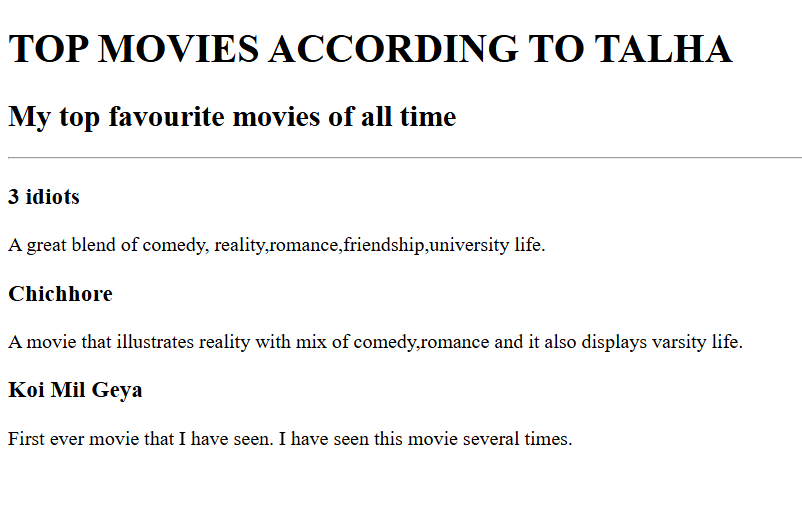 TOP MOVIES ACCORDING TO TALHA
My top favourite movies of all time
3 idiots
A great blend of comedy, reality,romance,friendship,university life.
Chichhore
A movie that illustrates reality with mix of comedy,romance and it also displays varsity life.
Koi Mil Geya
First ever movie that I have seen. I have seen this movie several times.